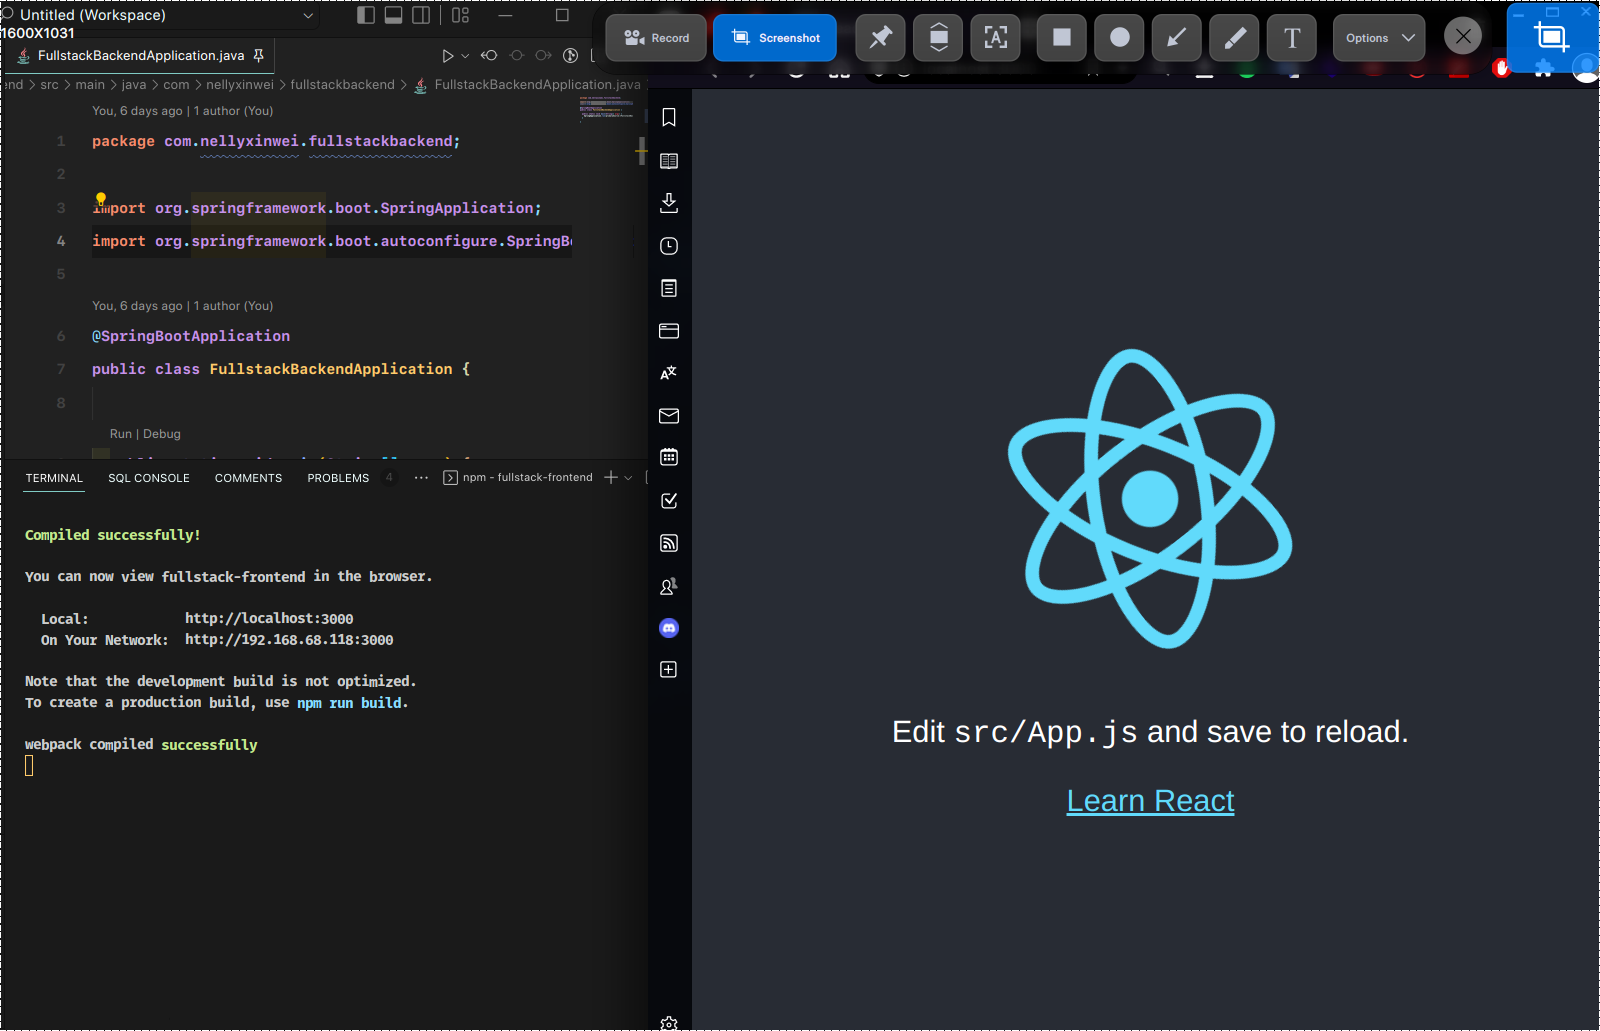 Untitled (Workspace)
1600X1031
Record
Screenshot
T
Options
FullstackBackendApplication.java
end > src > main > java > com > nellyxinwei > fullstackbackend > FullstackBackendApplication.java
You, 6 days ago | 1 author (You)
1 package com.nellyxinwei.fullstackbackend;
2
3 import org.springframework.boot.SpringApplication;
4 import org.springframework.boot.autoconfigure.SpringBo
5
You, 6 days ago | 1 author (You)
6 @SpringBootApplication
7 public class FullstackBackendApplication {
8
Run | Debug
TERMINAL SQL CONSOLE COMMENTS PROBLEMS 4 ··· npm - fullstack-frontend
Compiled successfully!
You can now view fullstack-frontend in the browser.
Local: http://localhost:3000
On Your Network: http://192.168.68.118:3000
Note that the development build is not optimized.
To create a production build, use npm run build.
webpack compiled successfully
Edit src/App.js and save to reload.
Learn React